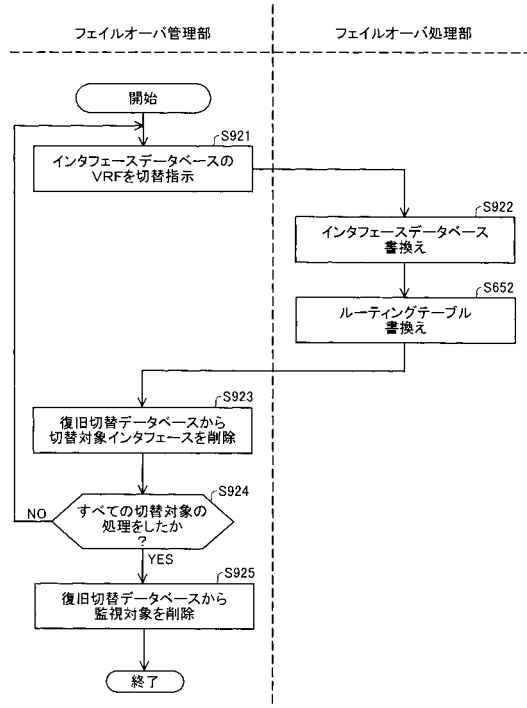 フェイルオーバ管理部
フェイルオーバ処理部
開始
S921
インタフェースデータベースの
VRFを切替指示
S922
インタフェースデータベース
書換え
S652
ルーティングテーブル
書換え
S923
復旧切替データベースから
切替対象インタフェースを削除
S924
すべての切替対象の
処理をしたか
?
NO
YES
S925
復旧切替データベースから
監視対象を削除
終了